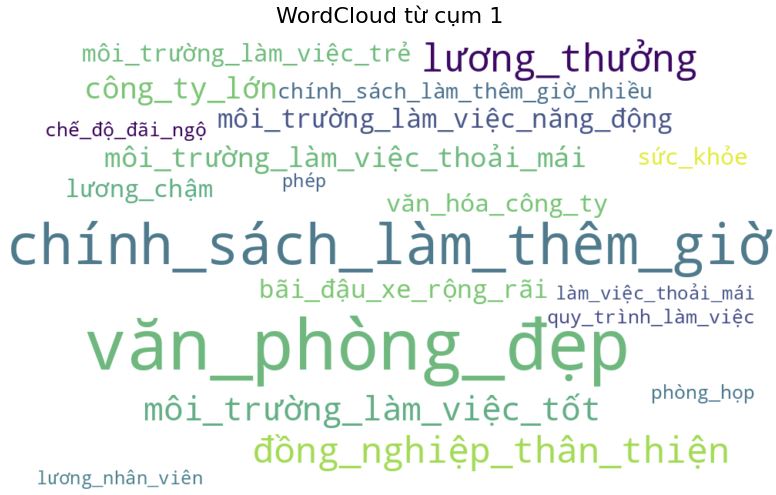 WordCloud từ cụm 1
môi_trường_làm_việc_trẻ
lương_thưởng
công_ty_lớn
chính_sách_làm_thêm_giờ_nhiều
chế_độ_đãi_ngộ
môi_trường_làm_việc_năng_động
môi_trường_làm_việc_thoải_mái
sức_khỏe
lương_chậm
phép
văn_hóa_công_ty
chính_sách_làm_thêm_giờ
bãi_đậu_xe_rộng_rãi
làm_việc_thoải_mái
quy_trình_làm_việc
văn_phòng_đẹp
phòng_họp
môi_trường_làm_việc_tốt
đồng_nghiệp_thân_thiện
lương_nhân_viên